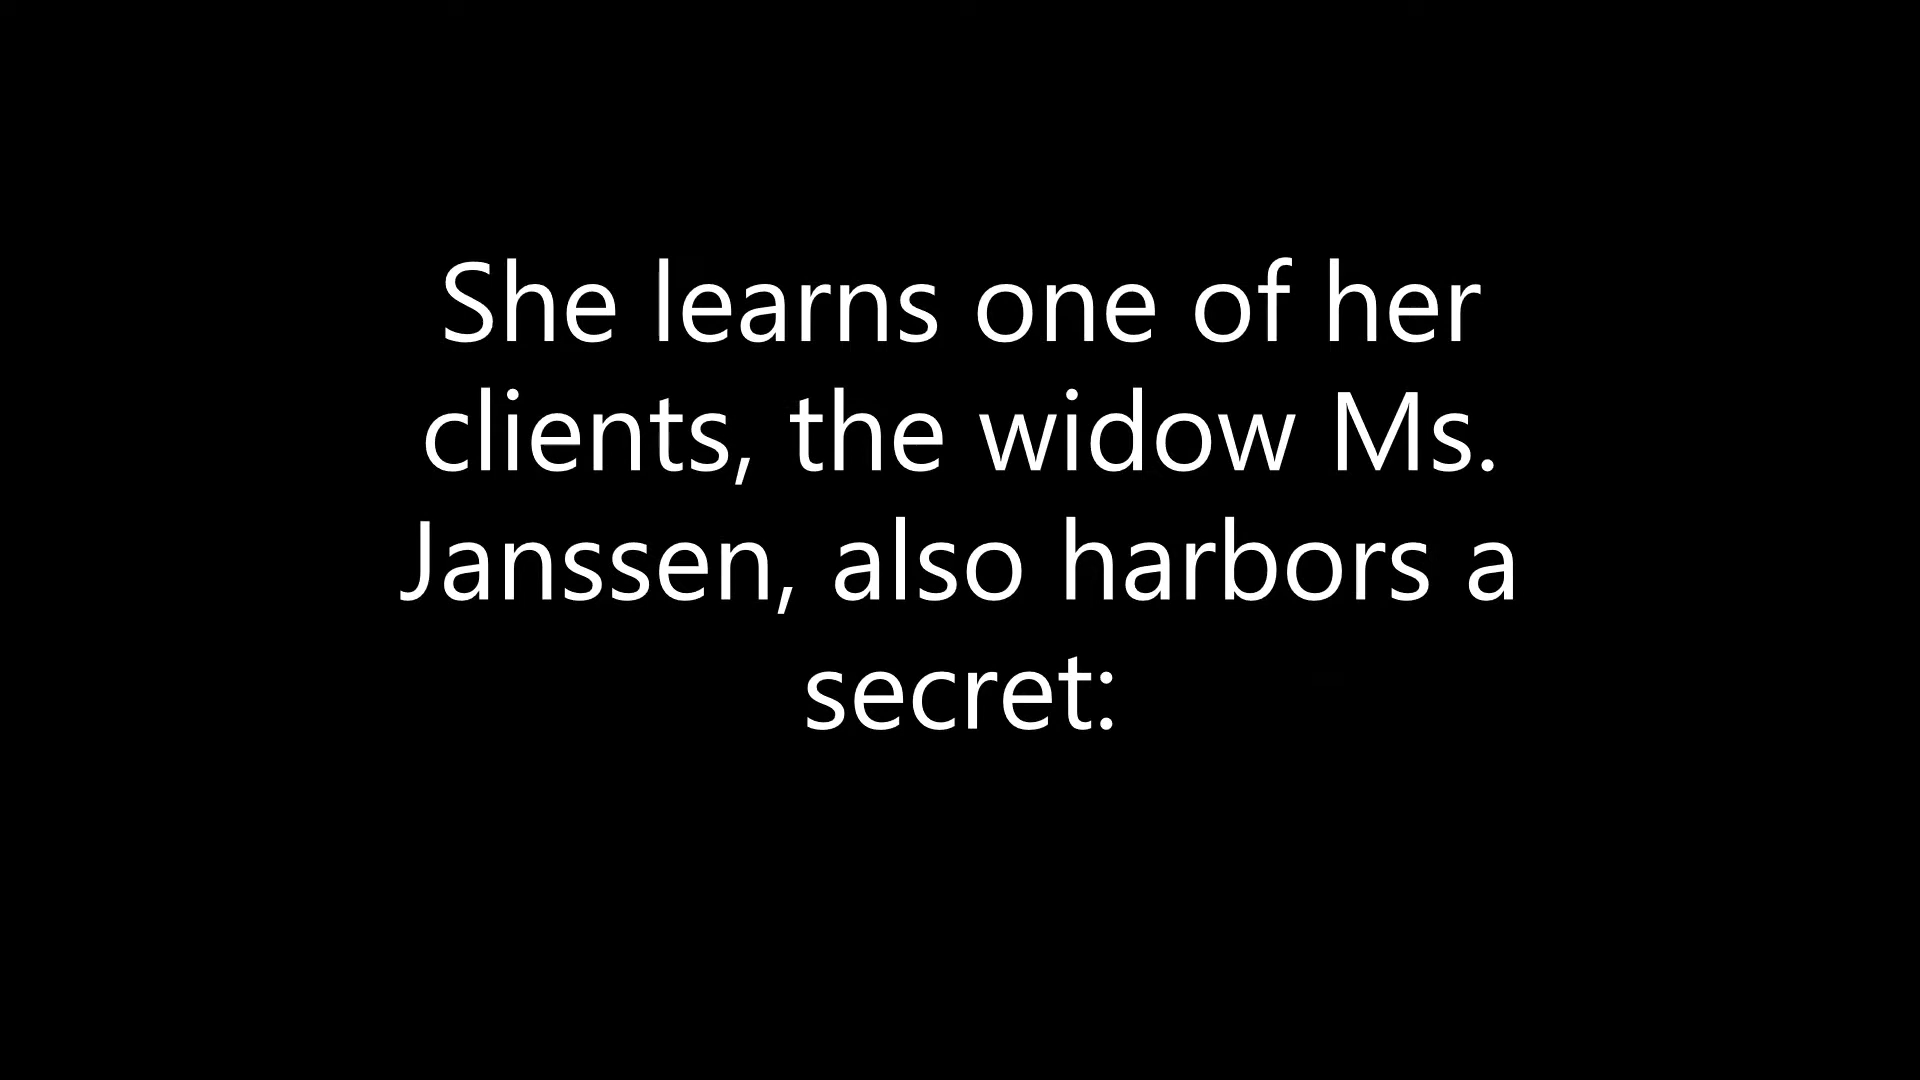 She learns one of her
clients, the widow Ms.
Janssen, also harbors a
secret: